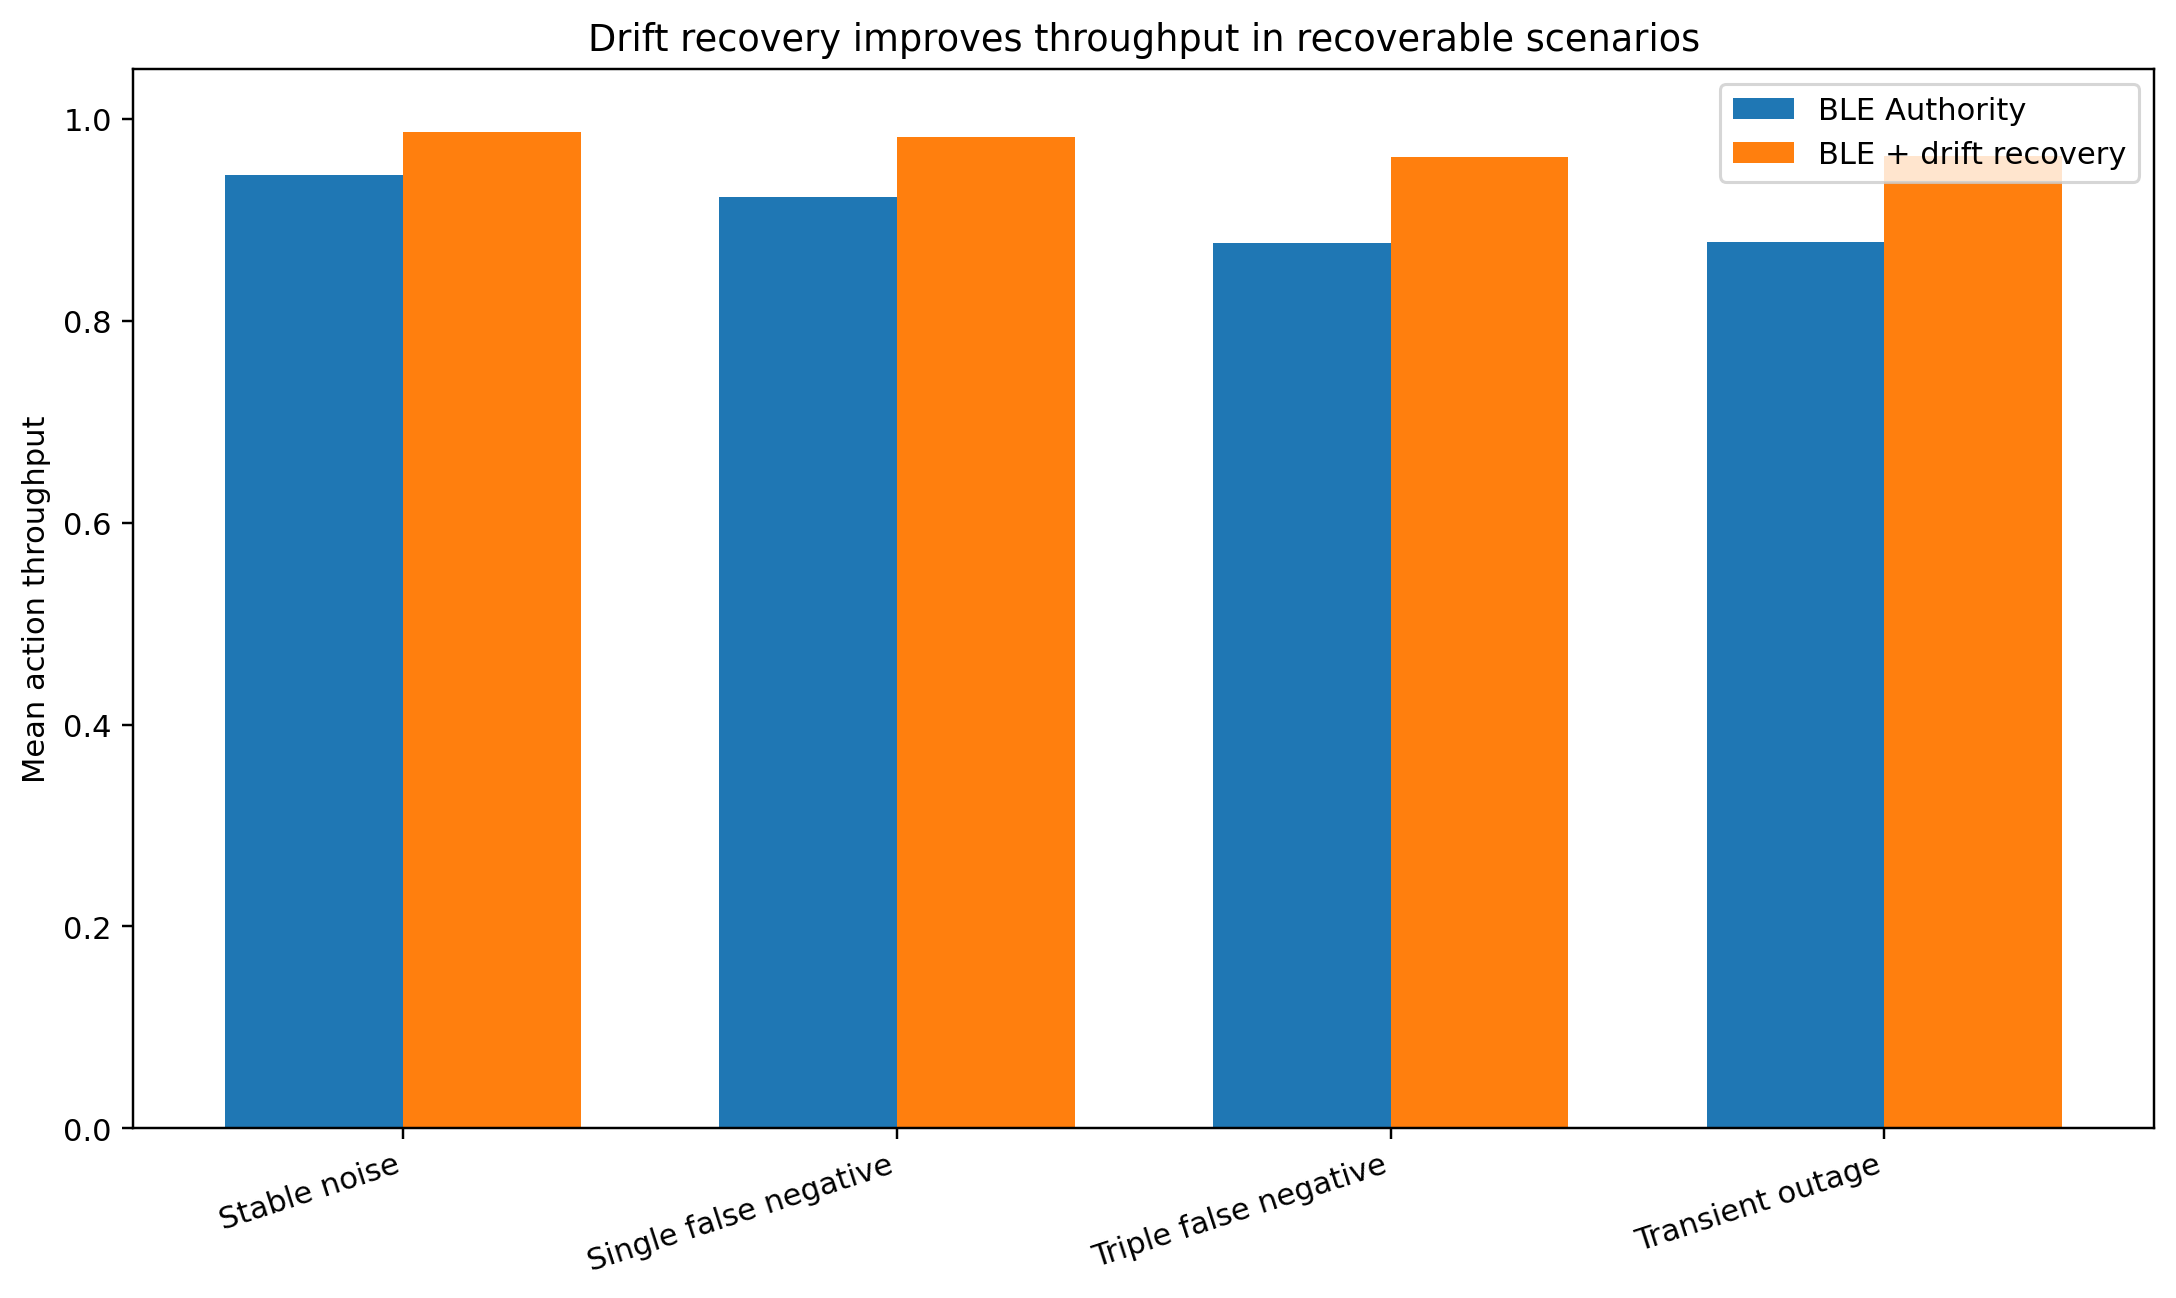 Drift recovery improves throughput in recoverable scenarios
BLE Authority
BLE + drift recovery
Mean action throughput
1.0
0.8
0.6
0.4
0.2
0.0
Stable noise
Single false negative
Triple false negative
Transient outage